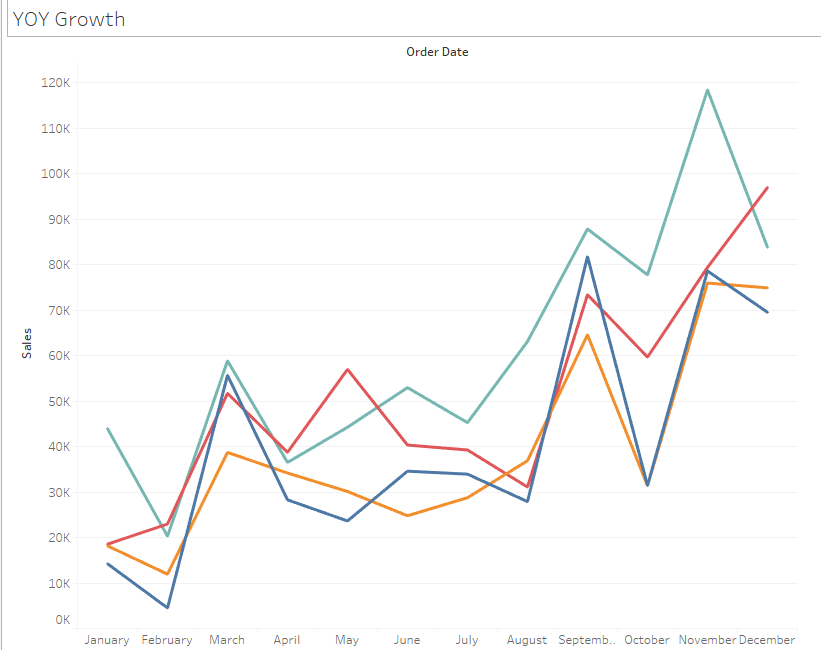 YOY Growth
Order Date
120K
110K
100K
90K
80K
70K
60K
50K
40K
30K
20K
10K
0K
Sales
January February March April May June July August Septemb.. October November December